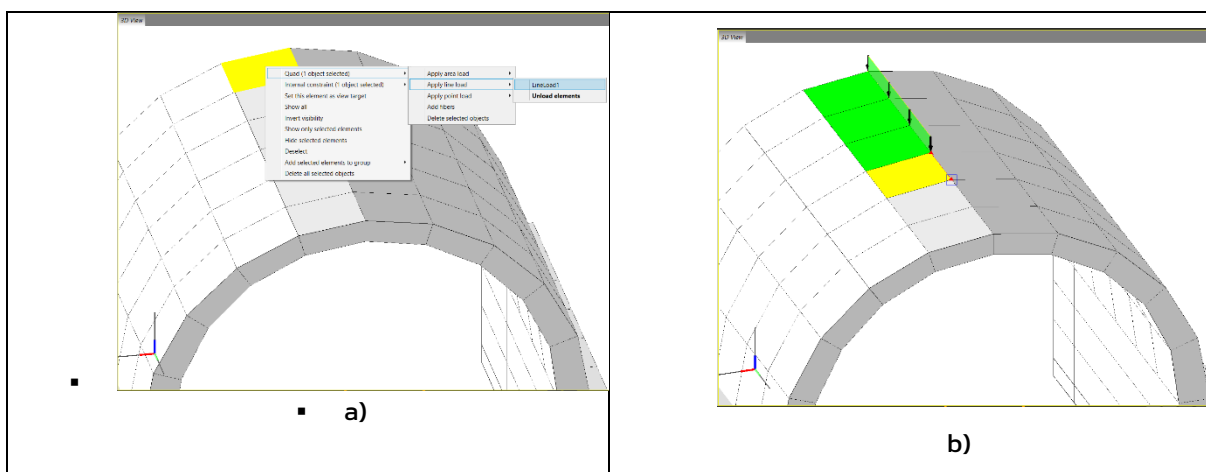 3D View
Quad (1 object selected)
Internal constraint (1 object selected)
Set this element as view target
Show all
Invert visibility
Show only selected elements
Hide selected elements
Deselect
Add selected elements to group
Delete all selected objects
Apply area load
Apply line load
Apply point load
Add fibers
Delete selected objects
LineLoad1
Unload elements
a)
3D View
b)